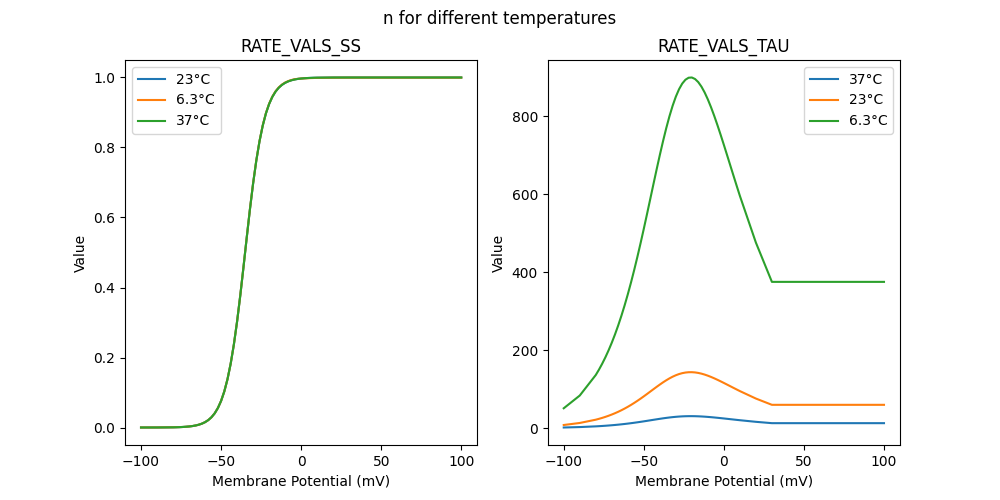 n for different temperatures
RATE_VALS_SS
1.0
0.8
0.6
0.4
0.2
0.0
Value
23°C
6.3°C
37°C
−100
−50
0
50
100
Membrane Potential (mV)
RATE_VALS_TAU
800
600
400
200
0
Value
37°C
23°C
6.3°C
−100
−50
0
50
100
Membrane Potential (mV)